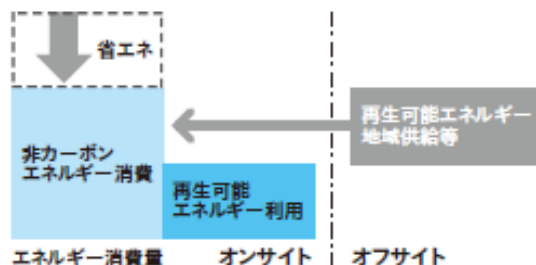 省エネ
再生可能エネルギー
地域供給等
非カーボン
エネルギー消費
再生可能
エネルギー利用
エネルギー消費量
オンサイト
オフサイト